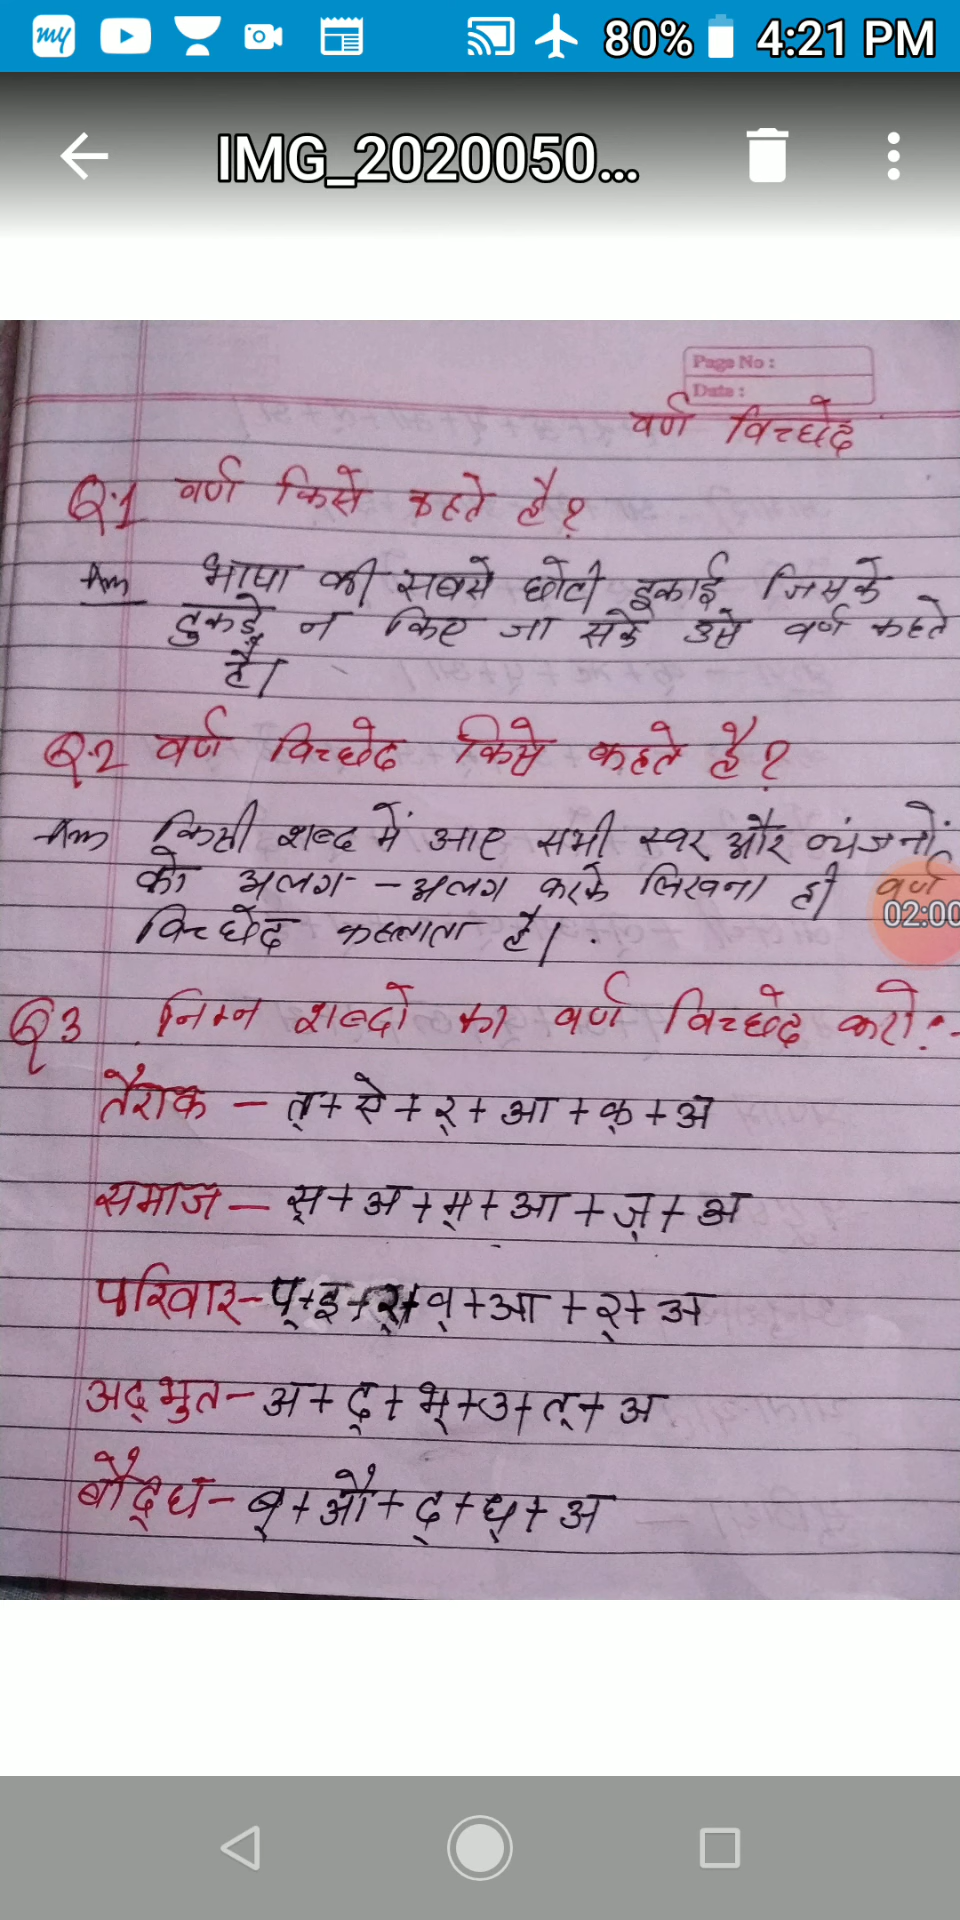 my 80% 4:21 PM
IMG_2020050...
Page No :
Date :
वर्ण विच्छेद
Q.1 वर्ण किसे कहते है?
Ans भाषा की सबसे छोटी इकाई जिसके
टुकड़े न किए जा सके उसे वर्ण कहते
है।
Q.2 वर्ण विच्छेद किसे कहते है?
Ans किसी शब्द में आए सभी स्वर और व्यंजनों
को अलग - अलग करके लिखना ही वर्ण
02:00
विच्छेद कहलाता है।
Q3 निम्न शब्दो का वर्ण विच्छेद करो:-
तैराक - त्+ ऐ + र् + आ + क् + अ
समाज - स् + अ + म् + आ + ज् + अ
परिवार - प् + इ + र् + व् + आ + र् + अ
अद्भुत - अ + द् + भ् + उ + त् + अ
बौद्ध - ब् + औ + द् + ध् + अ